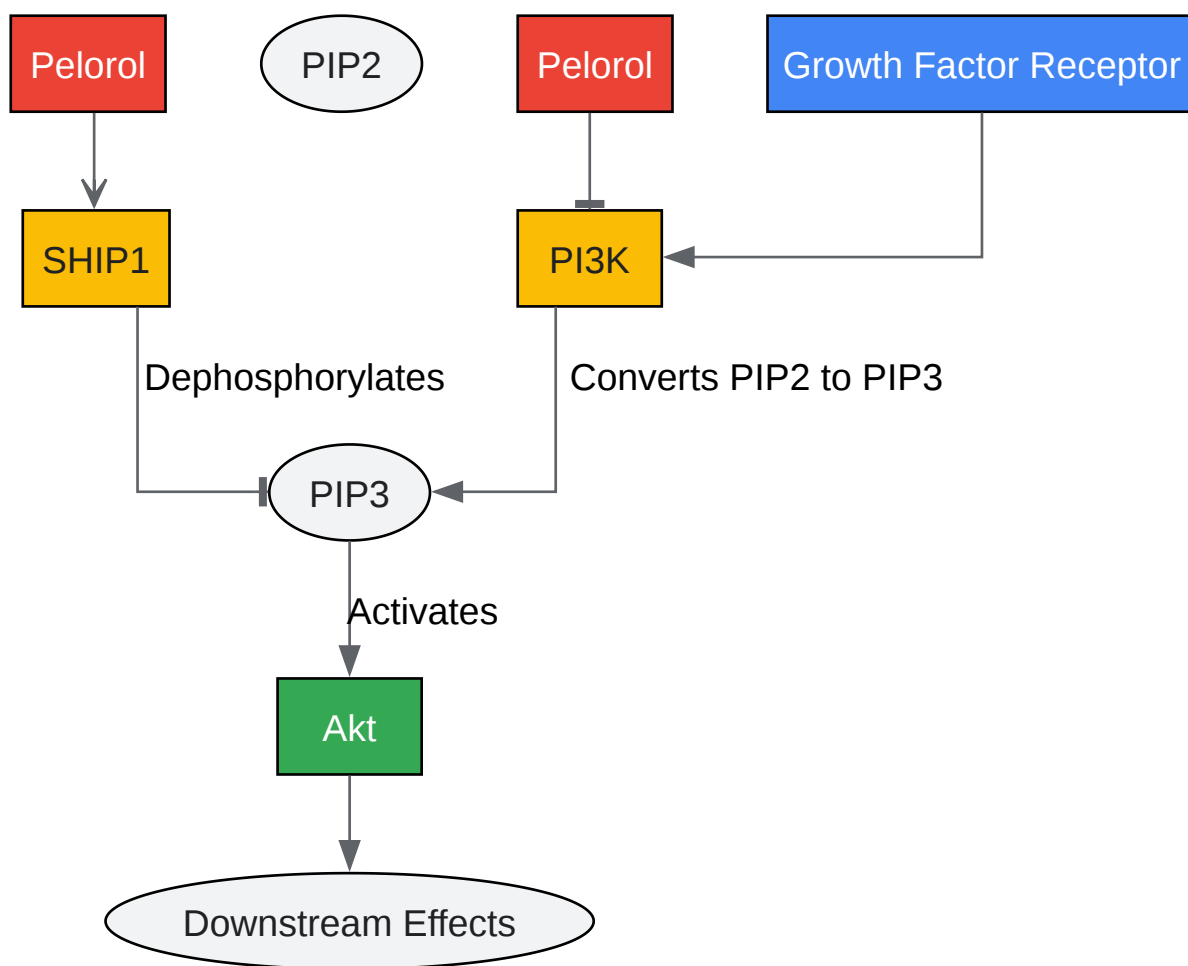 Pelorol
PIP2
Pelorol
Growth Factor Receptor
SHIP1
PI3K
Dephosphorylates
Converts PIP2 to PIP3
PIP3
Activates
Akt
Downstream Effects